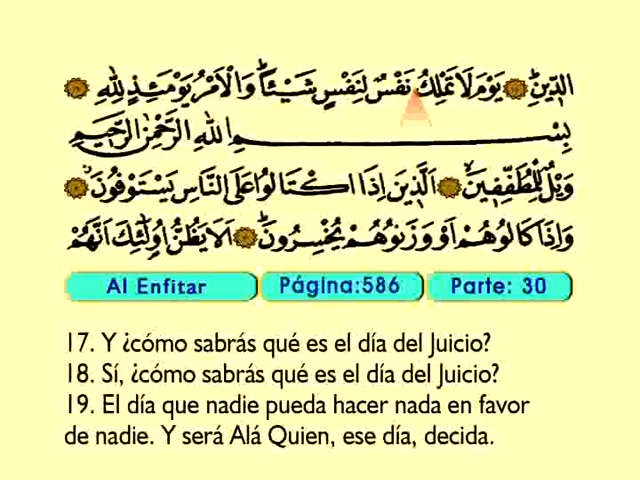 الدِّينِ يَوْمَ لَا تَمْلِكُ نَفْسٌ لِنَفْسٍ شَيْئًا وَالْأَمْرُ يَوْمَئِذٍ لِلَّهِ
بِسْمِ اللهِ الرَّحْمٰنِ الرَّحِيمِ
وَيْلٌ لِلْمُطَفِّفِينَ اَلَّذِينَ اِذَا اكْتَالُوا عَلَى النَّاسِ يَسْتَوْفُونَ
وَاِذَا كَالُوهُمْ اَوْ وَزَنُوهُمْ يُخْسِرُونَ اَلَا يَظُنُّ اُولٰئِكَ اَنَّهُمْ
Al Enfitar Página:586 Parte: 30
17. Y ¿cómo sabrás qué es el día del Juicio?
18. Sí, ¿cómo sabrás qué es el día del Juicio?
19. El día que nadie pueda hacer nada en favor
de nadie. Y será Alá Quien, ese día, decida.